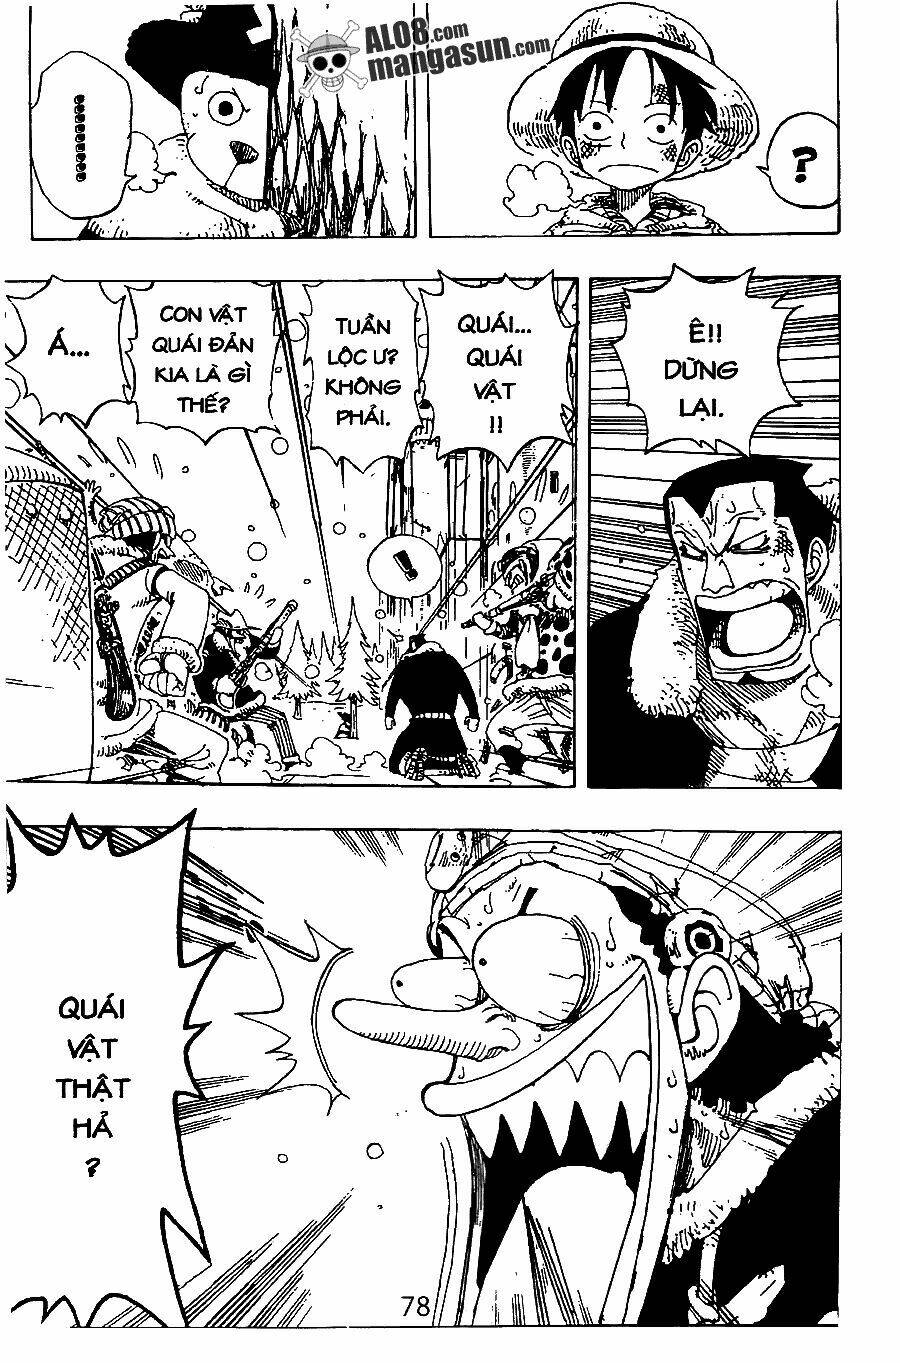 AL08.com
mangasun.com
?
..........
Ê!!
DỪNG
LẠI.
QUÁI...
QUÁI
VẬT
!!
TUẦN
LỘC Ư?
KHÔNG
PHẢI.
CON VẬT
QUÁI ĐẢN
KIA LÀ GÌ
THẾ?
Á...
!
QUÁI
VẬT
THẬT
HẢ
?
78